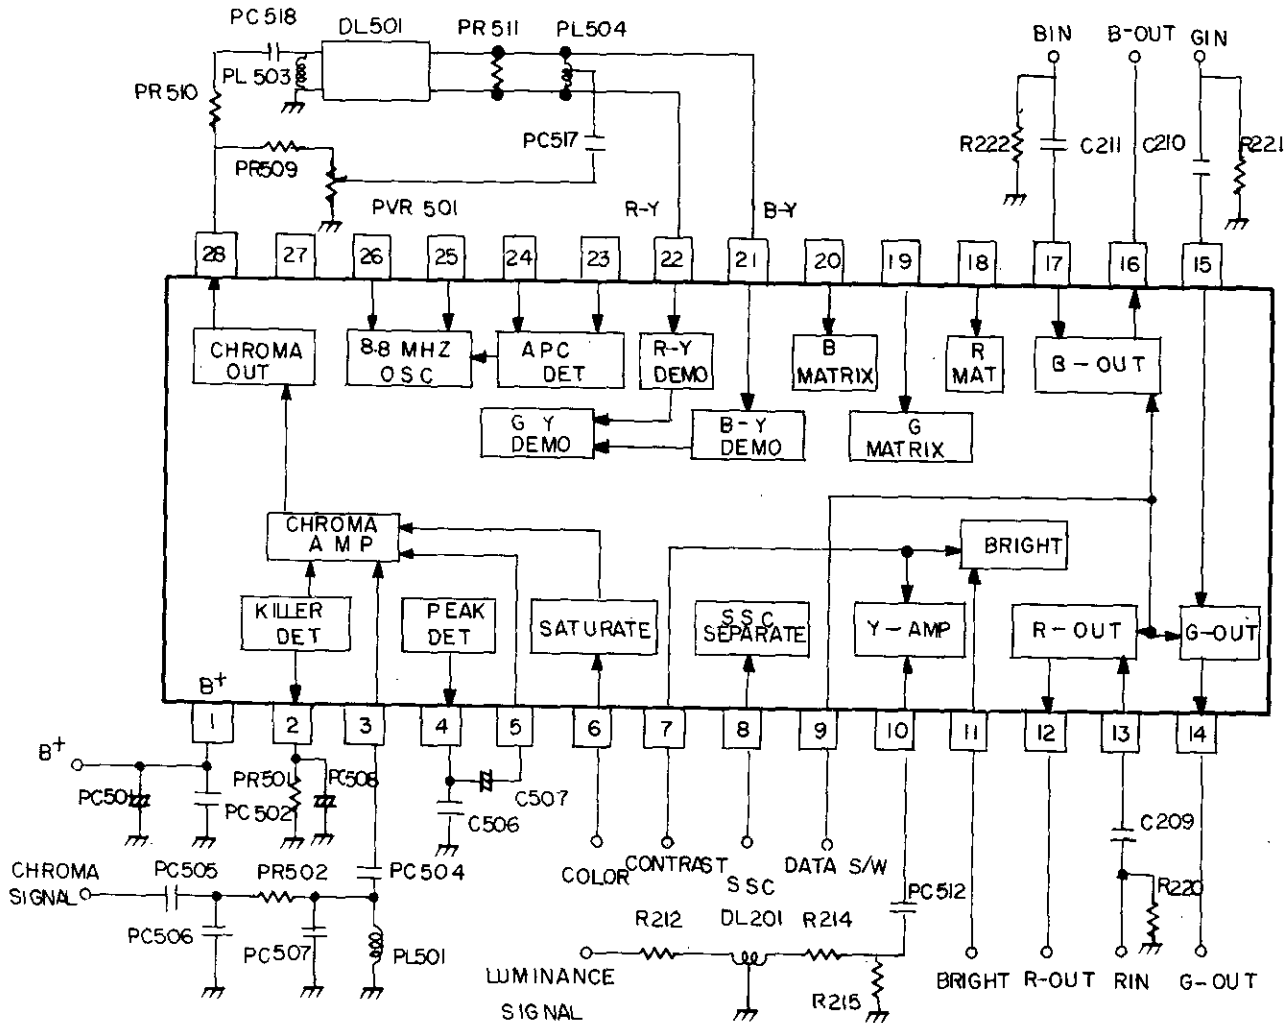 PC518
DL501
PR511
PL504
BIN
B-OUT
GIN
PL503
PR510
PC517
R222
C211
C210
R221
PR509
PVR 501
R-Y
B-Y
28
27
26
25
24
23
22
21
20
19
18
17
16
15
CHROMA
OUT
8.8 MHZ
OSC
APC
DET
R-Y
DEMO
B
MATRIX
R
MAT
B-OUT
G Y
DEMO
B-Y
DEMO
G
MATRIX
CHROMA
AMP
BRIGHT
KILLER
DET
PEAK
DET
SATURATE
SSC
SEPARATE
Y-AMP
R-OUT
G-OUT
B+
1
2
3
4
5
6
7
8
9
10
11
12
13
14
B+
PC501
PC502
PR501
PC508
C507
C506
C209
CHROMA
SIGNAL
PC505
PR502
PC504
COLOR
CONTRAST
SSC
DATA S/W
PC512
R220
PC506
PC507
PL501
R212
DL201
R214
LUMINANCE
SIGNAL
R215
BRIGHT
R-OUT
RIN
G-OUT